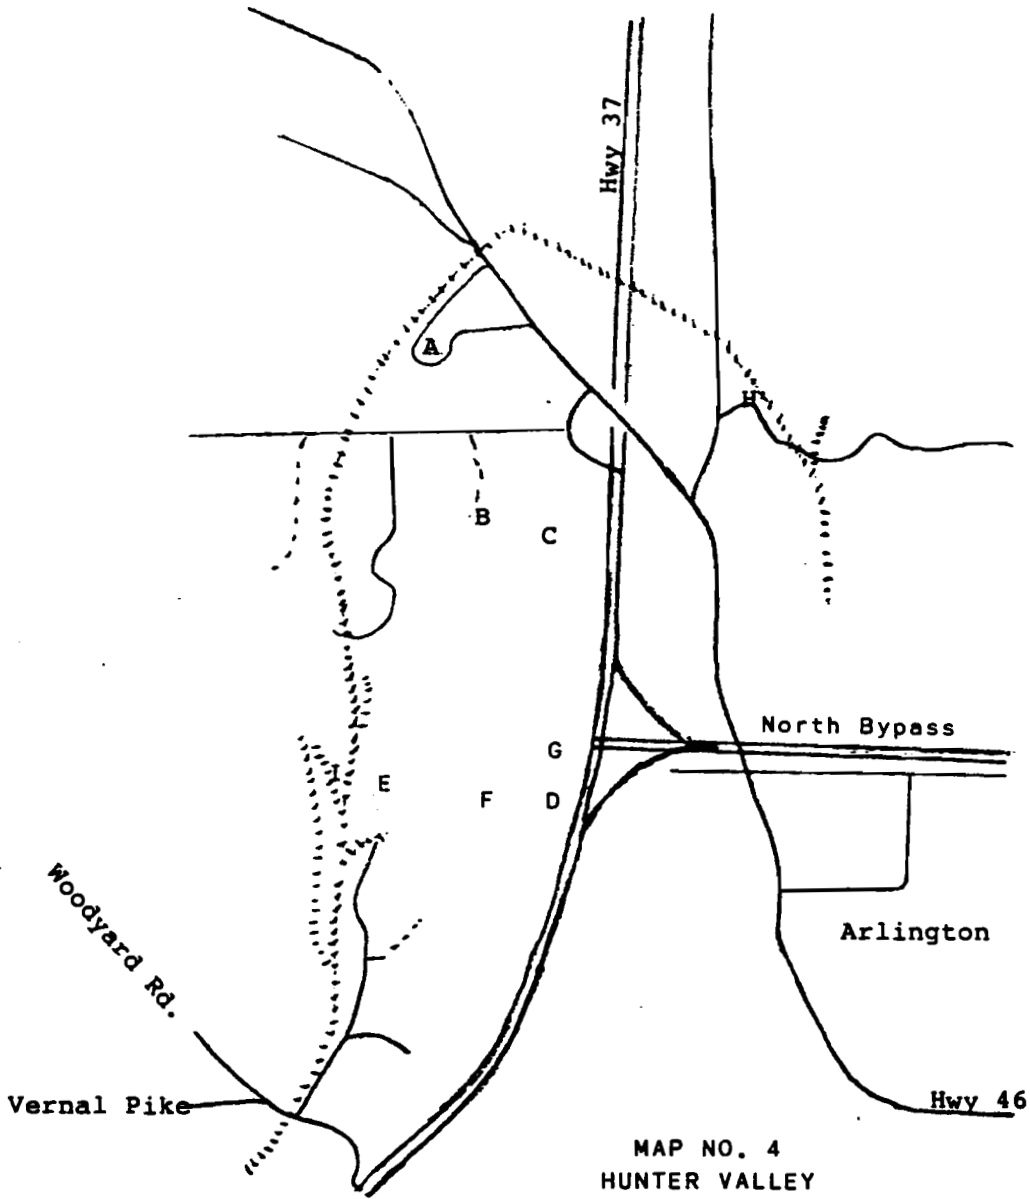 Hwy 37
A
H
B
C
North Bypass
G
I
E
F
D
Woodyard Rd.
Arlington
Vernal Pike
Hwy 46
MAP NO. 4
HUNTER VALLEY